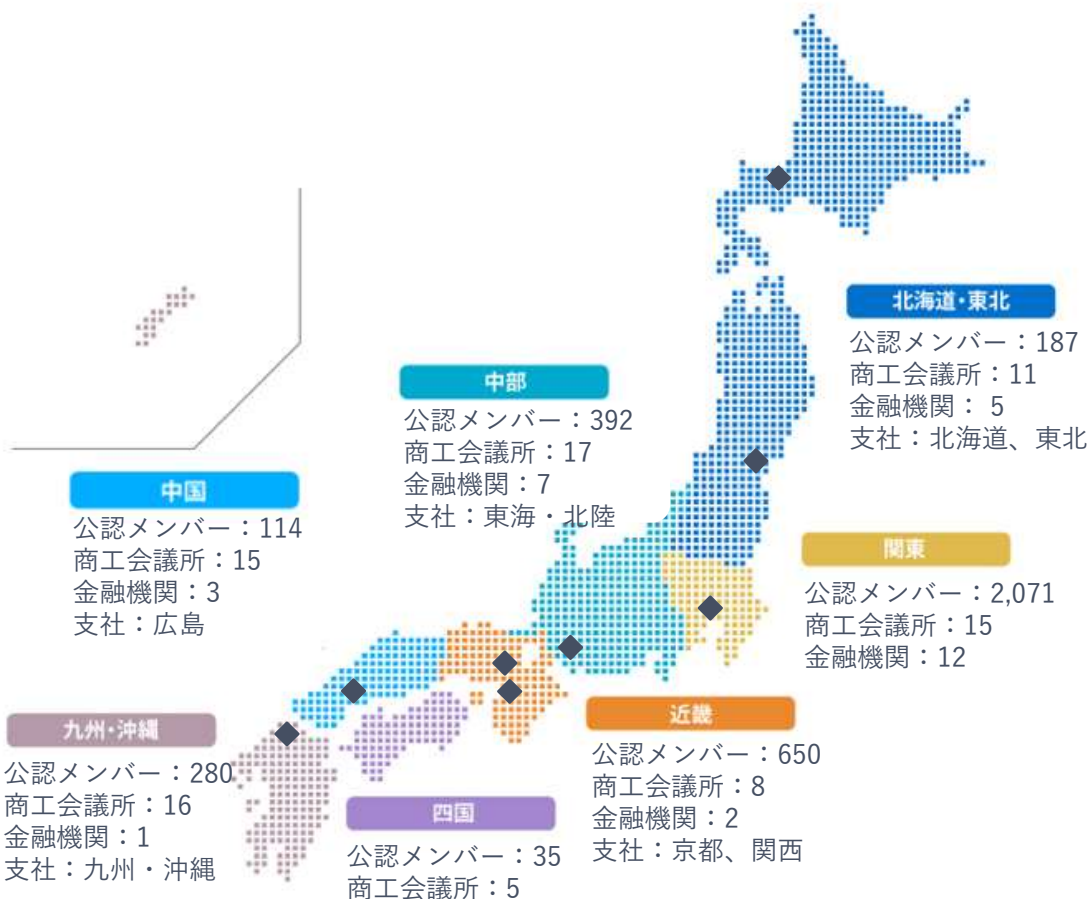 北海道・東北
公認メンバー：187
商工会議所：11
金融機関： 5
支社：北海道、東北
中部
公認メンバー：392
商工会議所：17
金融機関：7
支社：東海・北陸
中国
公認メンバー：114
商工会議所：15
金融機関：3
支社：広島
関東
公認メンバー：2,071
商工会議所：15
金融機関：12
近畿
公認メンバー：650
商工会議所：8
金融機関：2
支社：京都、関西
九州・沖縄
公認メンバー：280
商工会議所：16
金融機関：1
支社：九州・沖縄
四国
公認メンバー：35
商工会議所：5